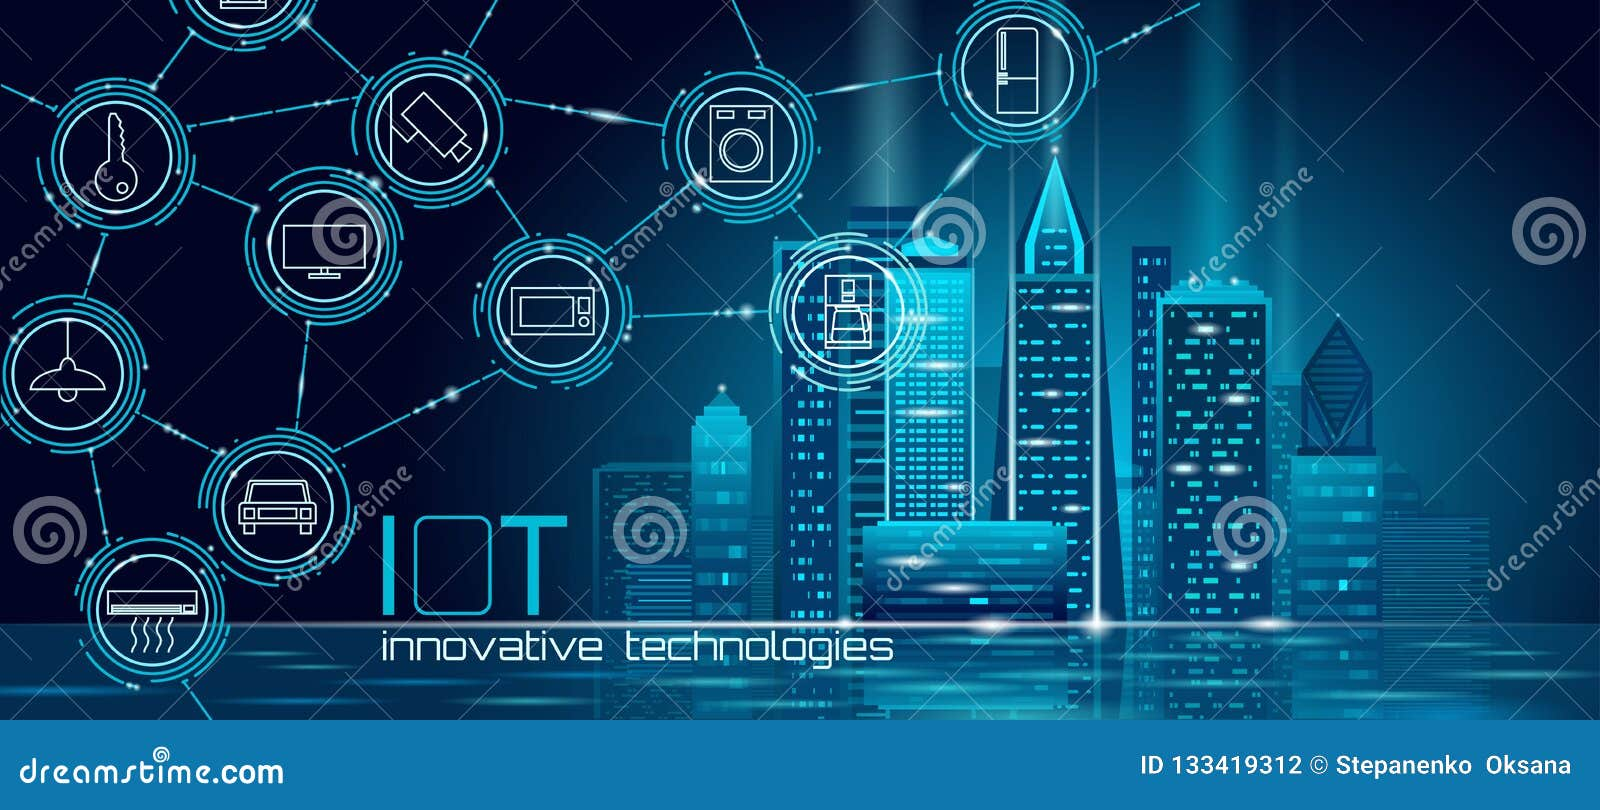 IOT
innovative technologies
dreamstime.com
ID 133419312 © Stepanenko Oksana